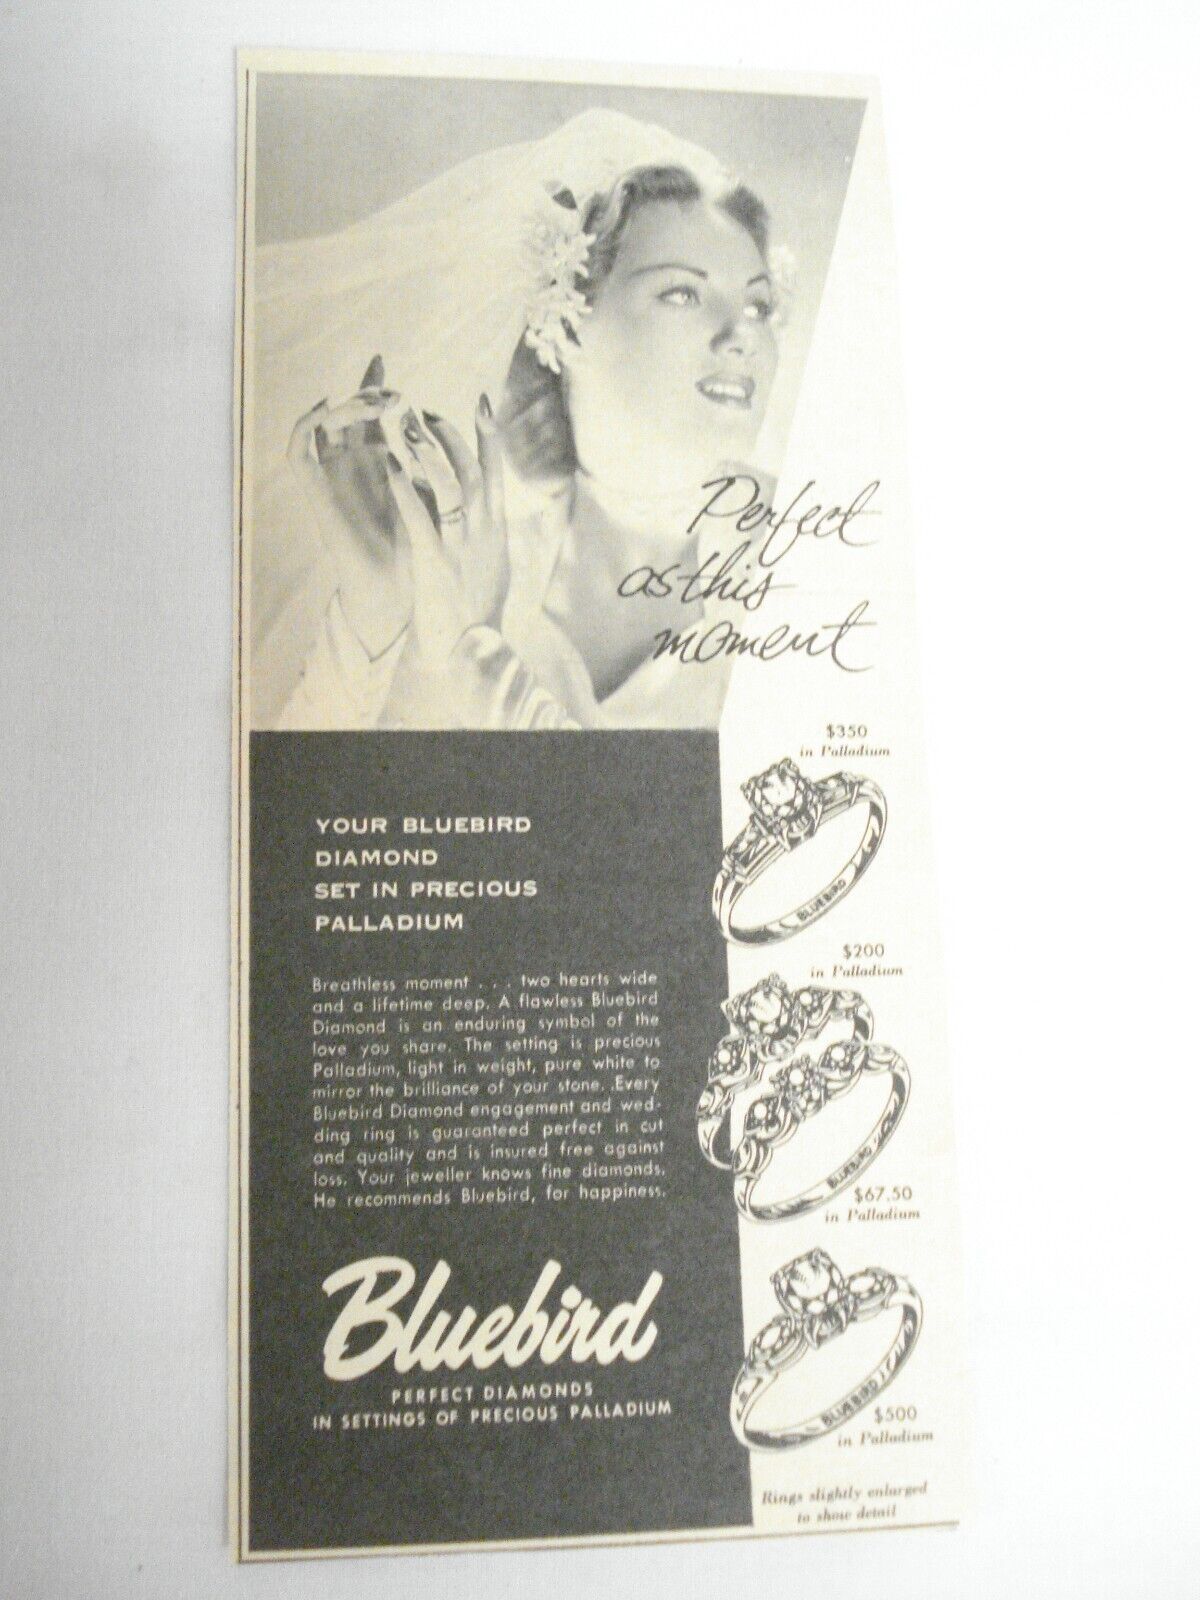 Perfect
as this
moment
$350
in Palladium
BLUEBIRD
YOUR BLUEBIRD
DIAMOND
SET IN PRECIOUS
PALLADIUM
$200
in Palladium
Breathless moment . . . two hearts wide
and a lifetime deep. A flawless Bluebird
Diamond is an enduring symbol of the
love you share. The setting is precious
Palladium, light in weight, pure white to
mirror the brilliance of your stone. Every
Bluebird Diamond engagement and wed-
ding ring is guaranteed perfect in cut
and quality and is insured free against
loss. Your jeweller knows fine diamonds.
He recommends Bluebird, for happiness.
BLUEBIRD
$67.50
in Palladium
Bluebird
PERFECT DIAMONDS
IN SETTINGS OF PRECIOUS PALLADIUM
BLUEBIRD
$500
in Palladium
Rings slightly enlarged
to show detail